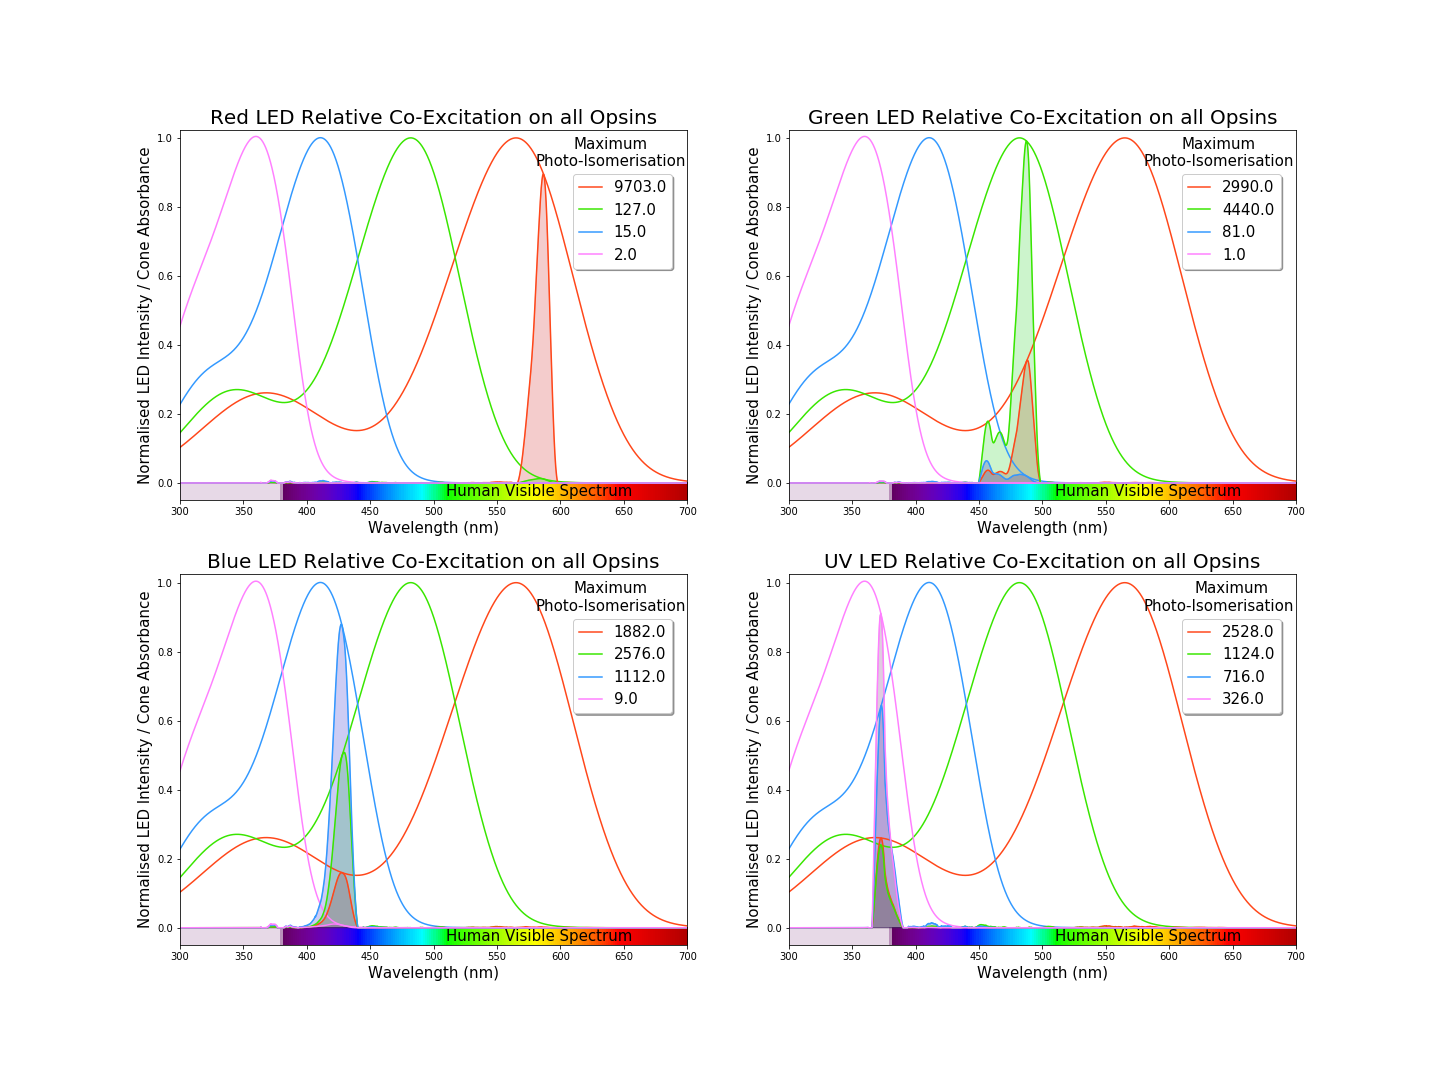 Red LED Relative Co-Excitation on all Opsins
Normalised LED Intensity / Cone Absorbance
1.0
0.8
0.6
0.4
0.2
0.0
Maximum
Photo-Isomerisation
9703.0
127.0
15.0
2.0
Human Visible Spectrum
300 350 400 450 500 550 600 650 700
Wavelength (nm)
Green LED Relative Co-Excitation on all Opsins
Normalised LED Intensity / Cone Absorbance
1.0
0.8
0.6
0.4
0.2
0.0
Maximum
Photo-Isomerisation
2990.0
4440.0
81.0
1.0
Human Visible Spectrum
300 350 400 450 500 550 600 650 700
Wavelength (nm)
Blue LED Relative Co-Excitation on all Opsins
Normalised LED Intensity / Cone Absorbance
1.0
0.8
0.6
0.4
0.2
0.0
Maximum
Photo-Isomerisation
1882.0
2576.0
1112.0
9.0
Human Visible Spectrum
300 350 400 450 500 550 600 650 700
Wavelength (nm)
UV LED Relative Co-Excitation on all Opsins
Normalised LED Intensity / Cone Absorbance
1.0
0.8
0.6
0.4
0.2
0.0
Maximum
Photo-Isomerisation
2528.0
1124.0
716.0
326.0
Human Visible Spectrum
300 350 400 450 500 550 600 650 700
Wavelength (nm)